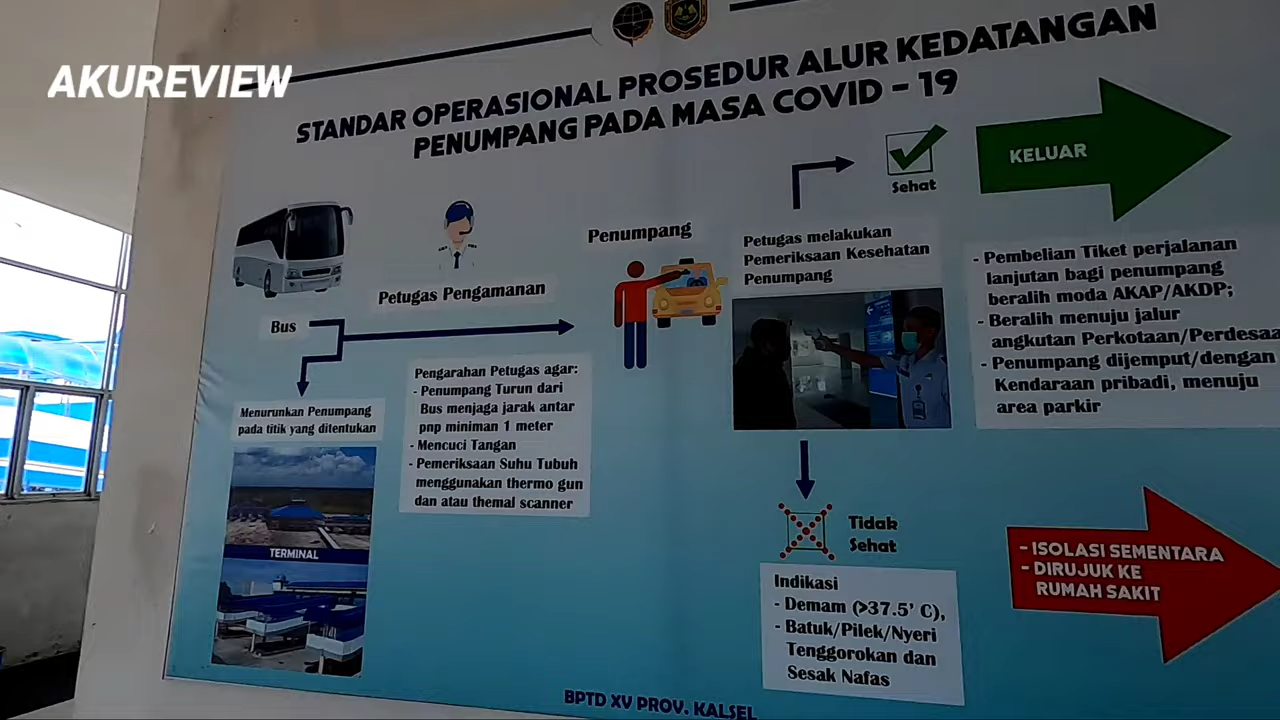 AKUREVIEW
STANDAR OPERASIONAL PROSEDUR ALUR KEDATANGAN
PENUMPANG PADA MASA COVID - 19
Bus
Menurunkan Penumpang
pada titik yang ditentukan
TERMINAL
Petugas Pengamanan
Pengarahan Petugas agar:
- Penumpang Turun dari
Bus menjaga jarak antar
pnp miniman 1 meter
- Mencuci Tangan
- Pemeriksaan Suhu Tubuh
menggunakan thermo gun
dan atau themal scanner
Penumpang
Petugas melakukan
Pemeriksaan Kesehatan
Penumpang
Sehat
KELUAR
- Pembelian Tiket perjalanan
lanjutan bagi penumpang
beralih moda AKAP/AKDP;
- Beralih menuju jalur
angkutan Perkotaan/Perdesaa
- Penumpang dijemput/dengan
Kendaraan pribadi, menuju
area parkir
Tidak
Sehat
Indikasi
- Demam (>37.5' C),
- Batuk/Pilek/Nyeri
Tenggorokan dan
Sesak Nafas
- ISOLASI SEMENTARA
- DIRUJUK KE
RUMAH SAKIT
BPTD XV PROV. KALSEL